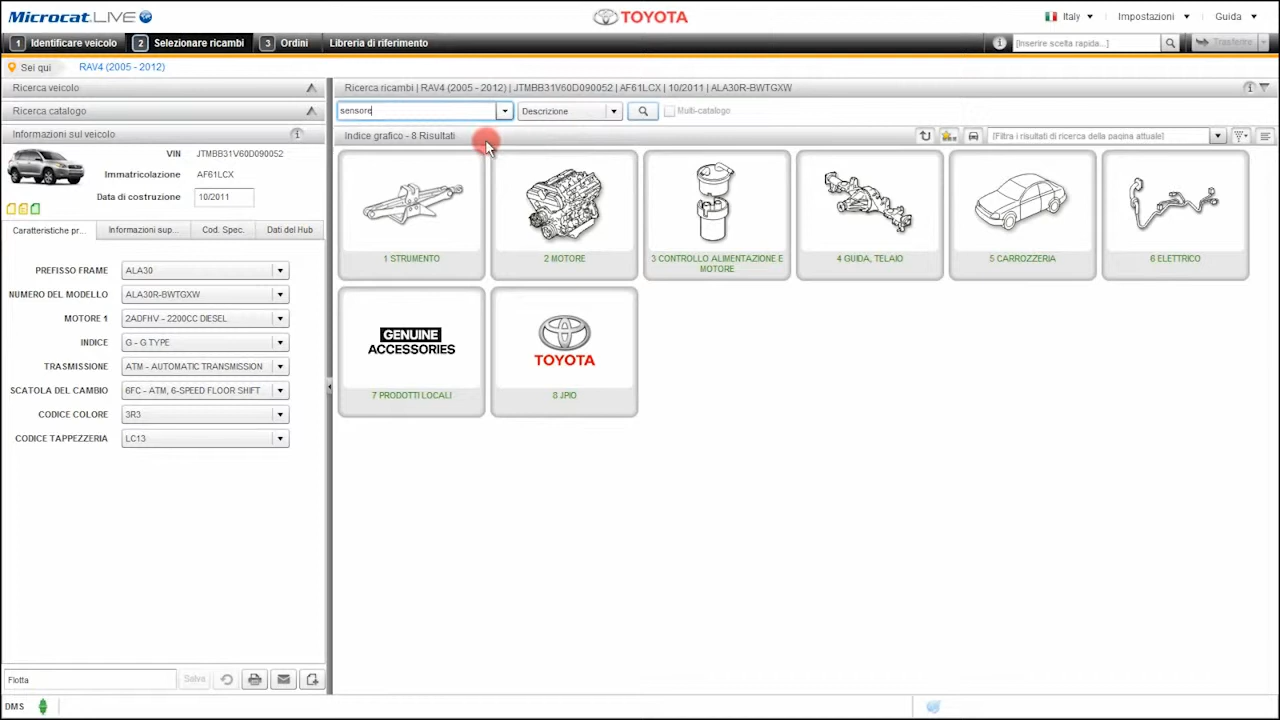 Microcat.LIVE
TOYOTA
Italy
Impostazioni
Guida
1 Identificare veicolo
2 Selezionare ricambi
3 Ordini
Libreria di riferimento
[Inserire scelta rapida...]
Trasferire
Sei qui
RAV4 (2005 - 2012)
Ricerca veicolo
Ricerca catalogo
Informazioni sul veicolo
VIN JTMBB31V60D090052
Immatricolazione AF61LCX
Data di costruzione 10/2011
Caratteristiche pr...
Informazioni sup...
Cod. Spec.
Dati del Hub
PREFISSO FRAME ALA30
NUMERO DEL MODELLO ALA30R-BWTGXW
MOTORE 1 2ADFHV - 2200CC DIESEL
INDICE G - G TYPE
TRASMISSIONE ATM - AUTOMATIC TRANSMISSION
SCATOLA DEL CAMBIO 6FC - ATM, 6-SPEED FLOOR SHIFT
CODICE COLORE 3R3
CODICE TAPPEZZERIA LC13
Flotta
Salva
DMS
Ricerca ricambi | RAV4 (2005 - 2012) | JTMBB31V60D090052 | AF61LCX | 10/2011 | ALA30R-BWTGXW
sensore
Descrizione
Multi-catalogo
Indice grafico - 8 Risultati
[Filtra i risultati di ricerca della pagina attuale]
1 STRUMENTO
2 MOTORE
3 CONTROLLO ALIMENTAZIONE E
MOTORE
4 GUIDA, TELAIO
5 CARROZZERIA
6 ELETTRICO
GENUINE
ACCESSORIES
7 PRODOTTI LOCALI
TOYOTA
8 JPIO